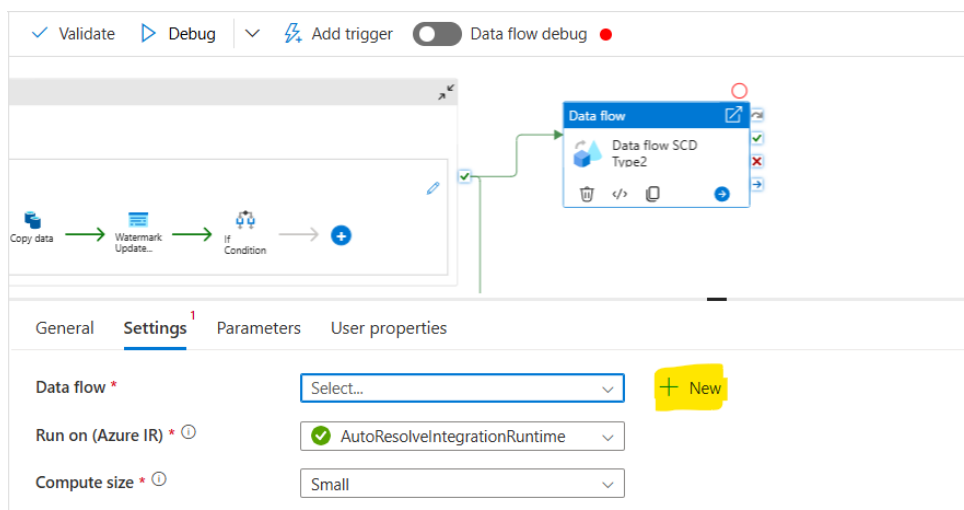 Validate Debug Add trigger Data flow debug
Data flow
Data flow SCD
Type2
Copy data
Watermark
Update...
If
Condition
General Settings 1 Parameters User properties
Data flow * Select... + New
Run on (Azure IR) * AutoResolveIntegrationRuntime
Compute size * Small